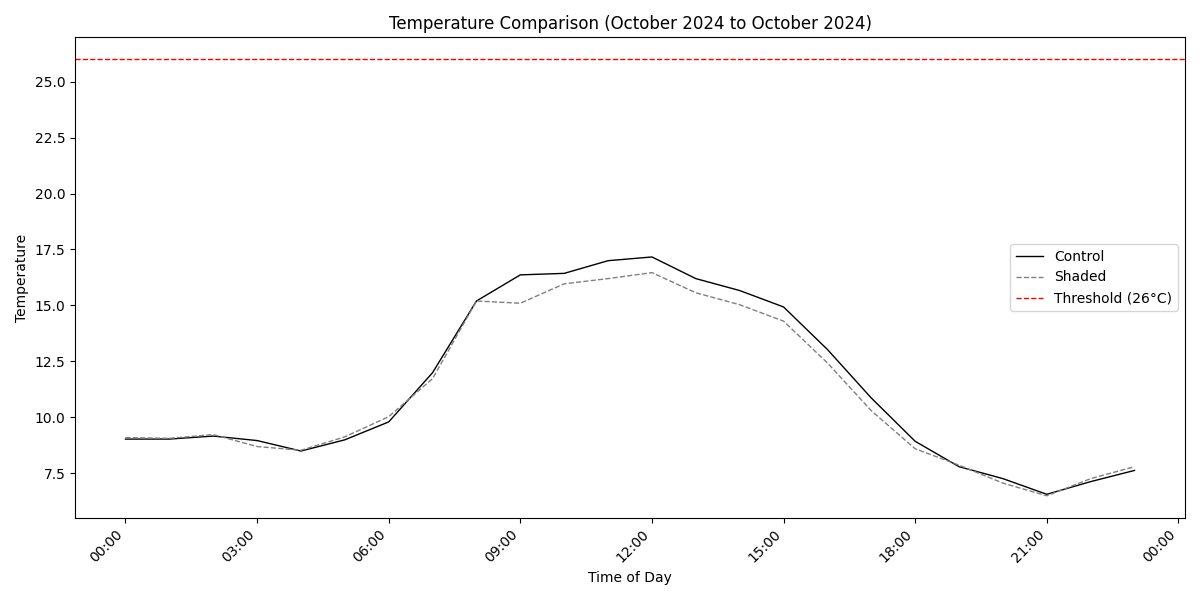 Temperature Comparison (October 2024 to October 2024)
Temperature
25.0
22.5
20.0
17.5
15.0
12.5
10.0
7.5
Control
Shaded
Threshold (26°C)
00:00
03:00
06:00
09:00
12:00
15:00
18:00
21:00
00:00
Time of Day